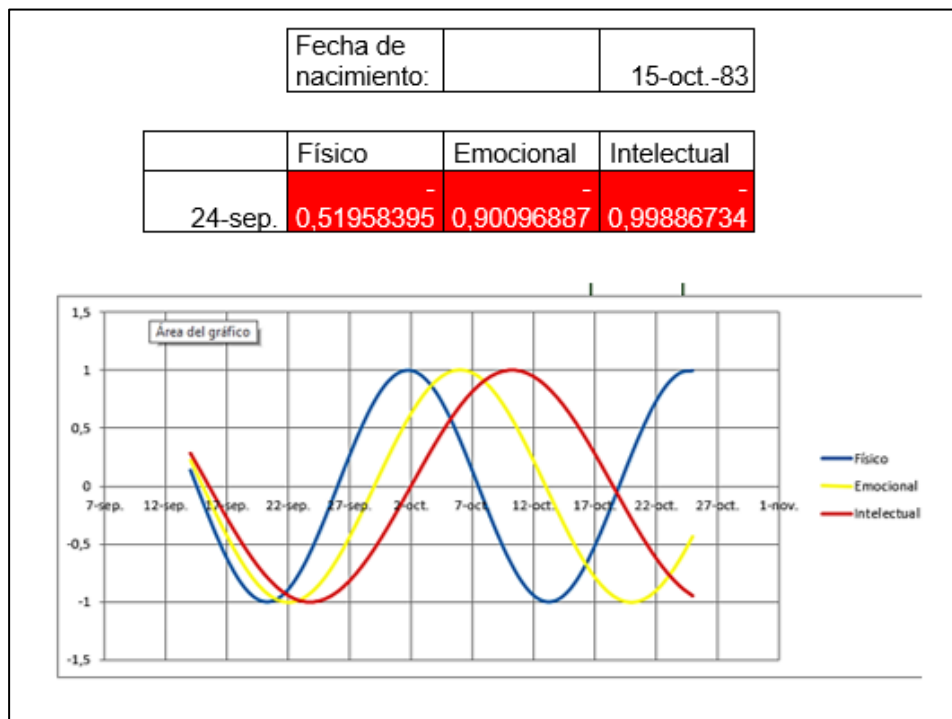 Fecha de
nacimiento:
15-oct.-83
Físico Emocional Intelectual
- - -
24-sep. 0,51958395 0,90096887 0,99886734
1,5
Área del gráfico
1
0,5
0
7-sep. 12-sep. 17-sep. 22-sep. 27-sep. 2-oct. 7-oct. 12-oct. 17-oct. 22-oct. 27-oct. 1-nov.
-0,5
-1
-1,5
Físico
Emocional
Intelectual